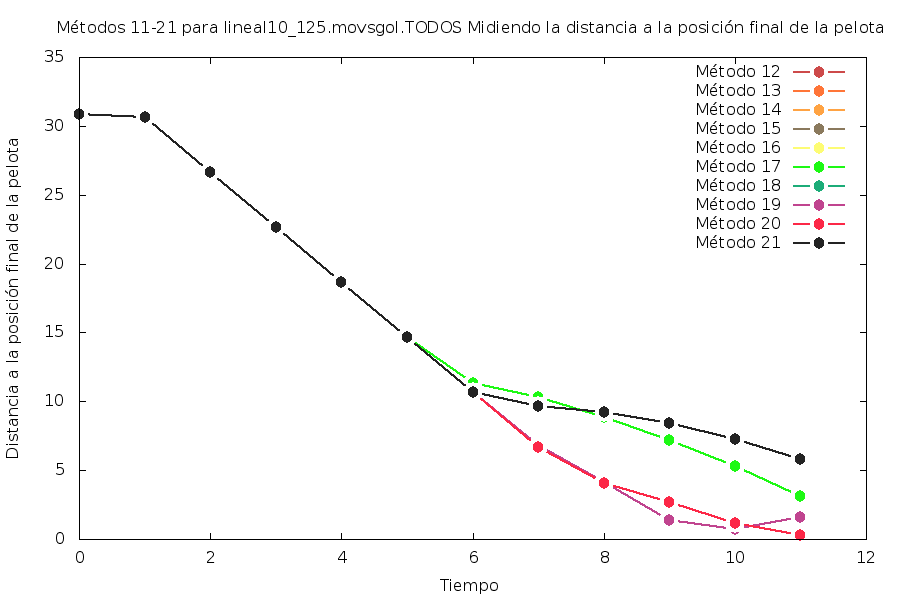 Métodos 11-21 para lineal10_125.movsgol.TODOS Midiendo la distancia a la posición final de la pelota
35
30
25
20
15
10
5
0
Distancia a la posición final de la pelota
Método 12
Método 13
Método 14
Método 15
Método 16
Método 17
Método 18
Método 19
Método 20
Método 21
0 2 4 6 8 10 12
Tiempo